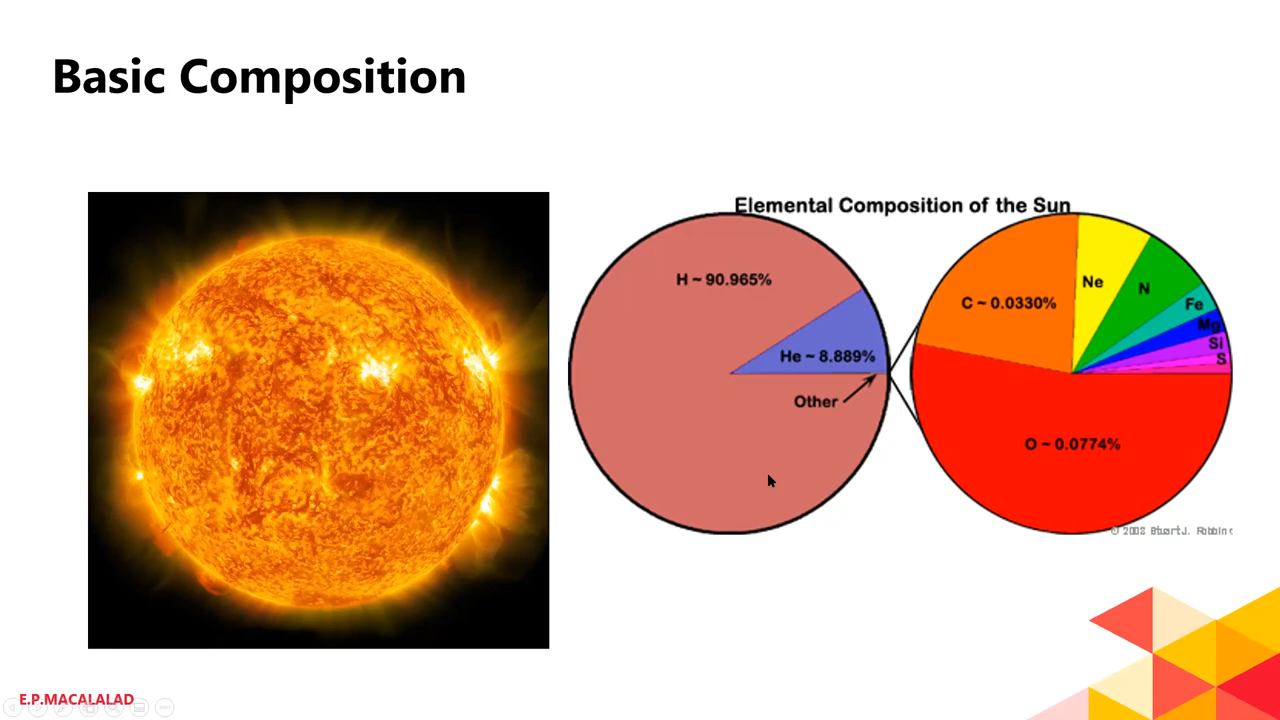 Basic Composition
Elemental Composition of the Sun
H ~ 90.965%
He ~ 8.889%
Other
C ~ 0.0330%
Ne
N
Fe
Mg
Si
S
O ~ 0.0774%
E.P.MACALALAD